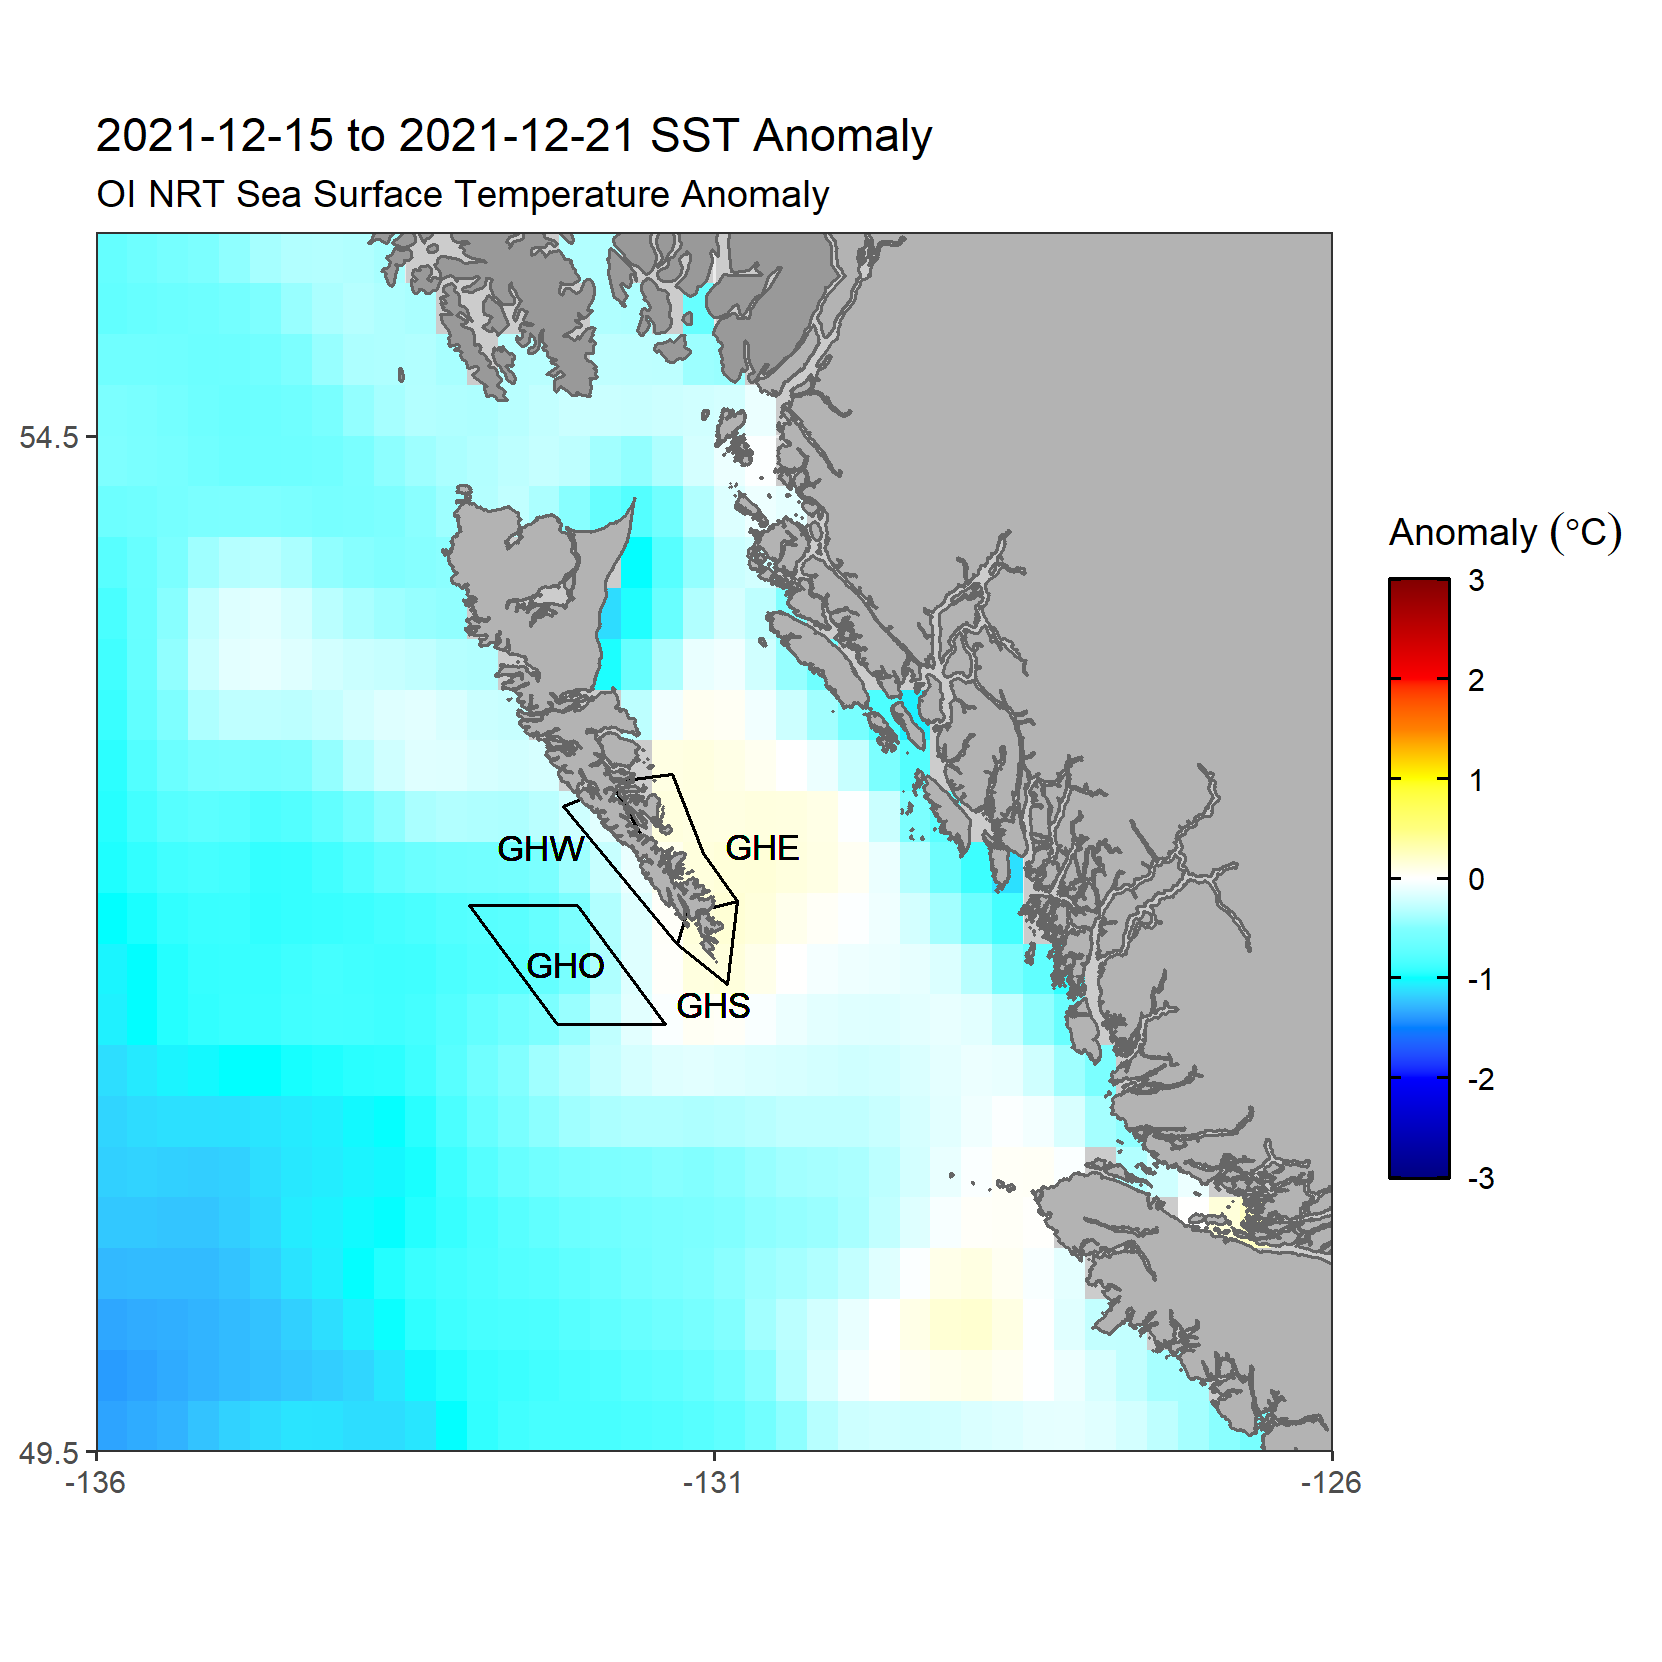 2021-12-15 to 2021-12-21 SST Anomaly
OI NRT Sea Surface Temperature Anomaly
54.5
49.5
-136
-131
-126
GHW
GHE
GHO
GHS
Anomaly (°C)
3
2
1
0
-1
-2
-3